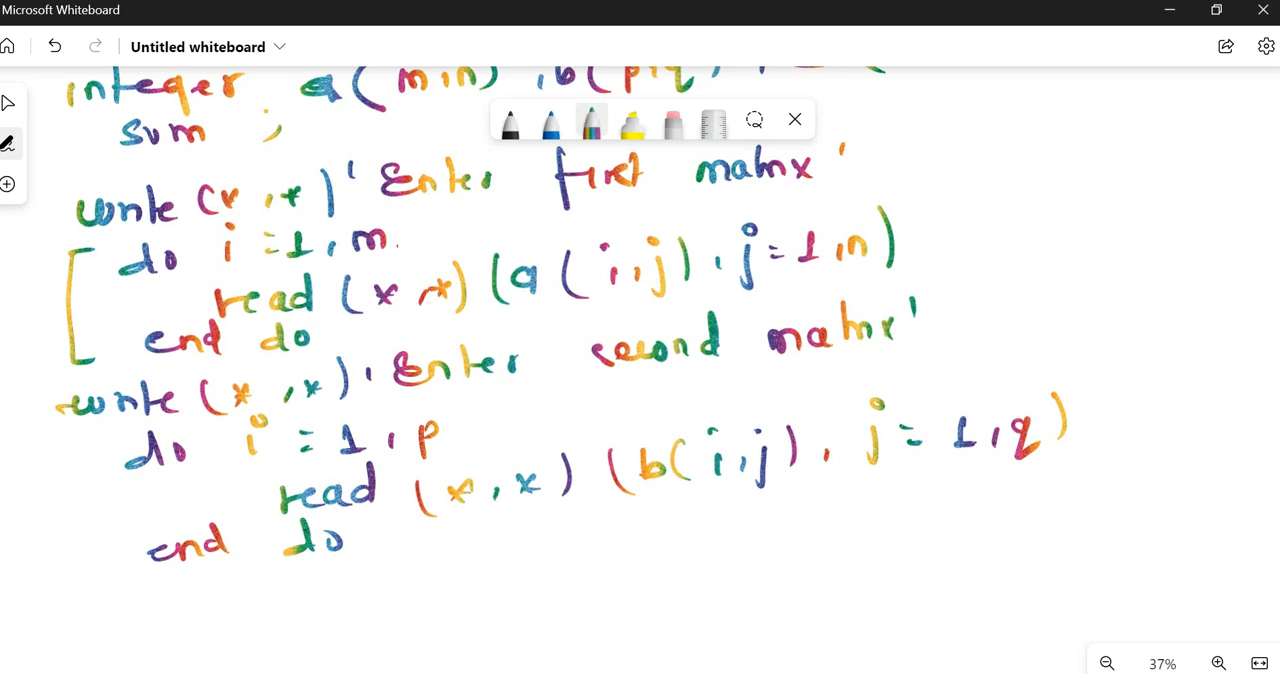 Microsoft Whiteboard
Untitled whiteboard
integer a(m,n) , b(p,q) ,
sum ;
write (*,*) ' Enter first matrix '
do i = 1, m.
read (*,*) (a(i,j), j=1,n)
end do
write (*,*) ' Enter second matrix '
do i = 1, p
read (*,*) (b(i,j), j = 1, q)
end do
37%